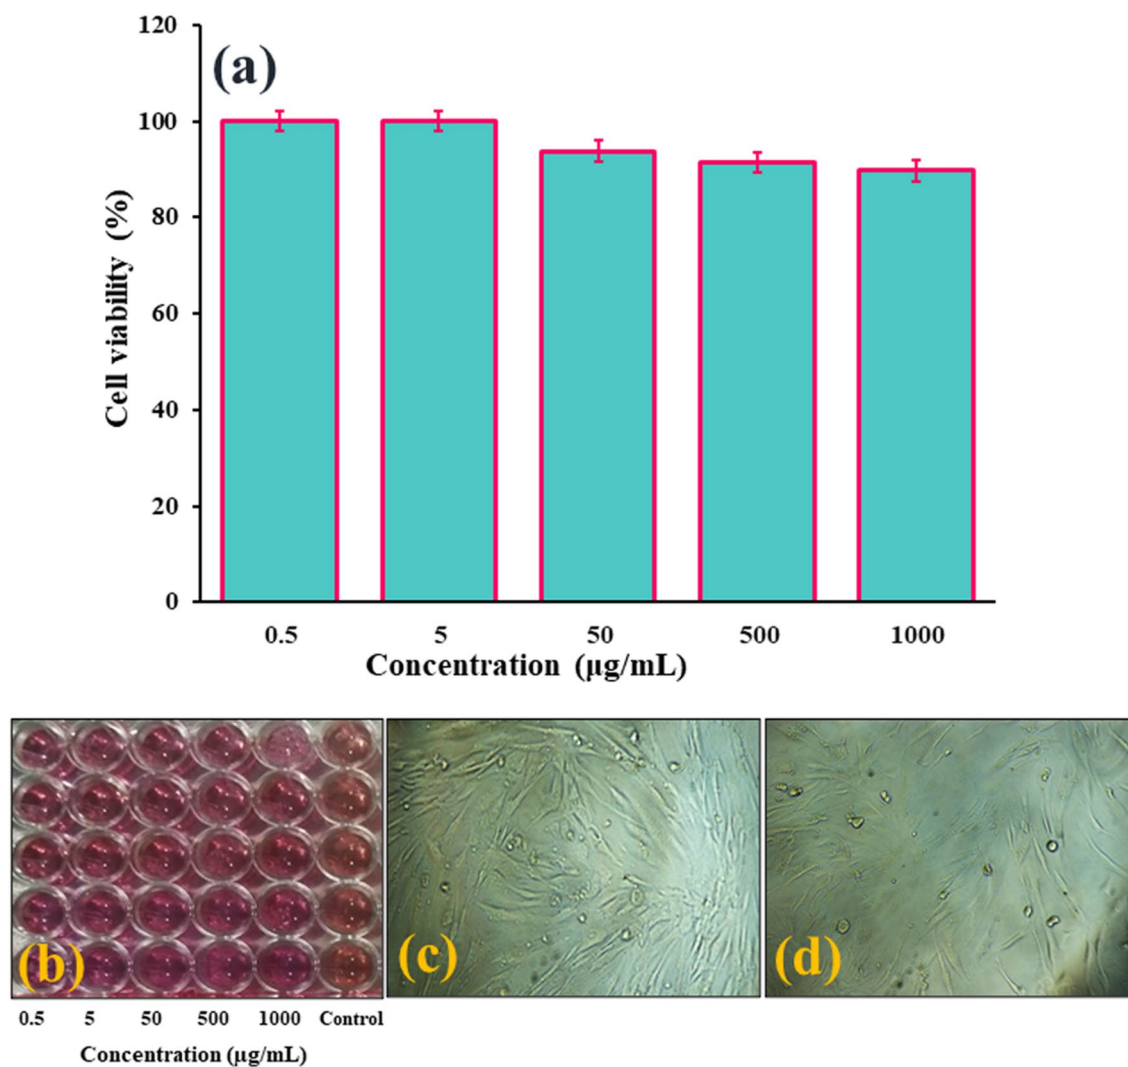 120
(a)
100
80
60
40
20
0
Cell viability (%)
0.5 5 50 500 1000
Concentration (µg/mL)
(b) (c) (d)
0.5 5 50 500 1000 Control
Concentration (µg/mL)